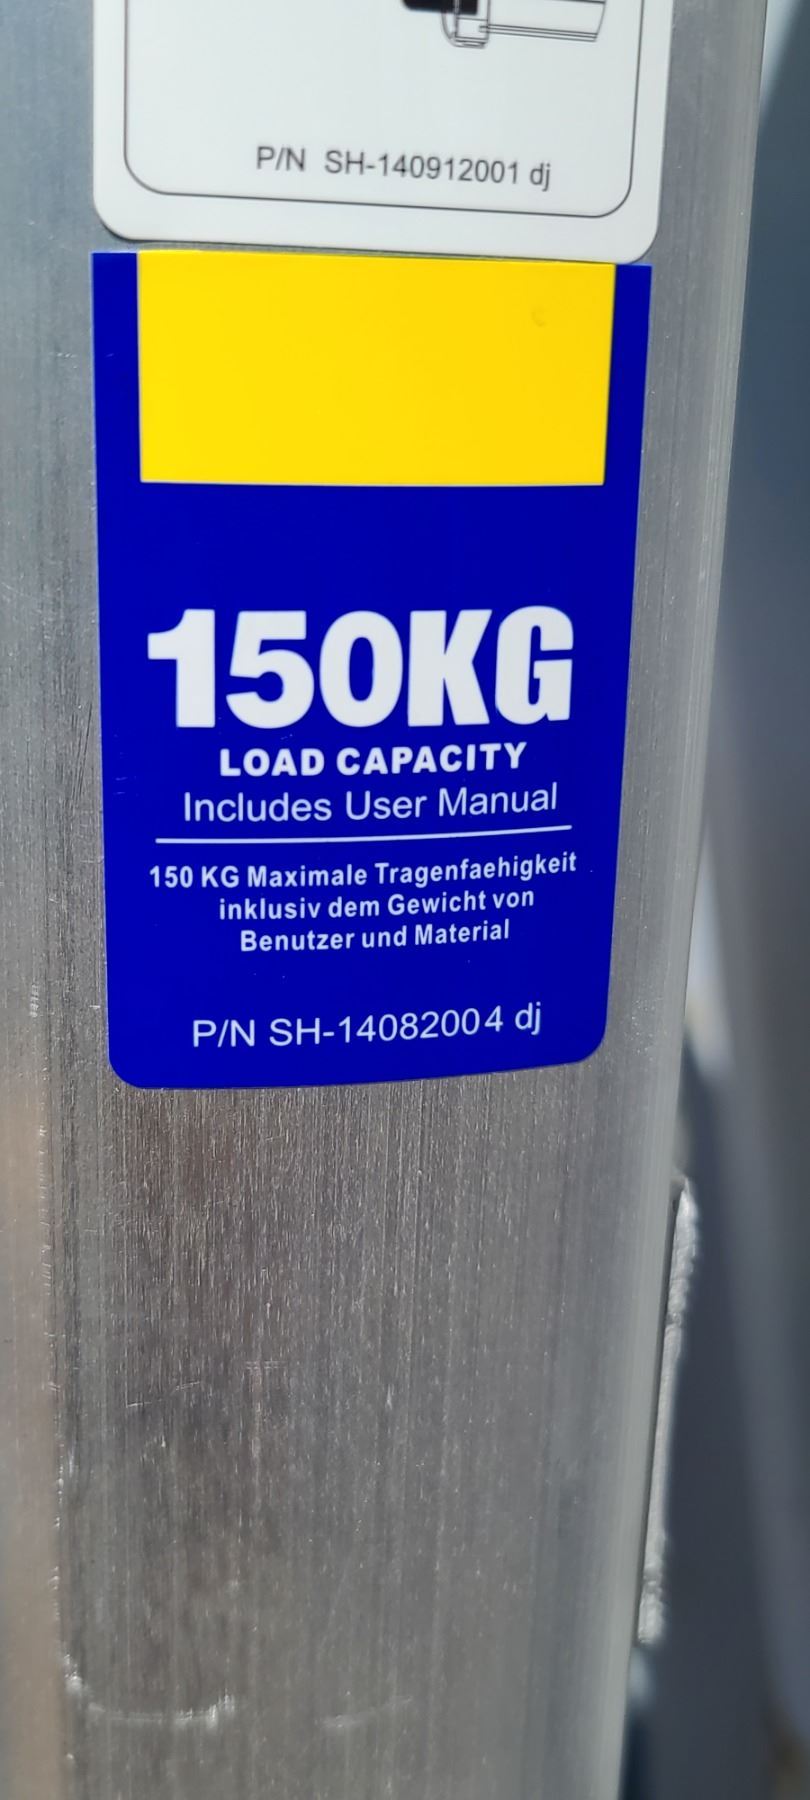 P/N SH-140912001 dj
150KG
LOAD CAPACITY
Includes User Manual
150 KG Maximale Tragenfaehigkeit
inklusiv dem Gewicht von
Benutzer und Material
P/N SH-14082004 dj